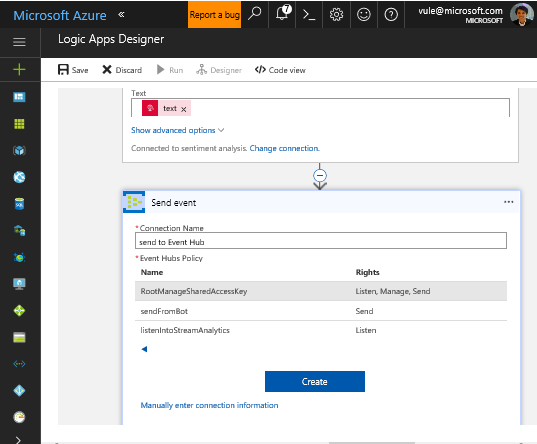 Microsoft Azure «
Report a bug
7
vule@microsoft.com
MICROSOFT
Logic Apps Designer
Save Discard Run Designer Code view
Text
text x
Show advanced options
Connected to sentiment analysis. Change connection.
Send event ...
* Connection Name
send to Event Hub
* Event Hubs Policy
Name Rights
RootManageSharedAccessKey Listen, Manage, Send
sendFromBot Send
listenIntoStreamAnalytics Listen
Create
Manually enter connection information